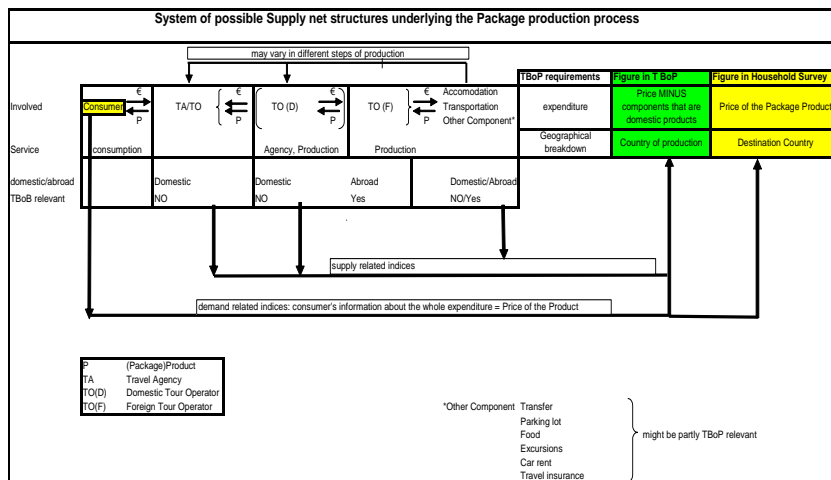 System of possible Supply net structures underlying the Package production process
may vary in different steps of production
TBoP requirements Figure in T BoP Figure in Household Survey
Involved Consumer € P TA/TO € P TO (D) € P TO (F) € P Accomodation
Transportation
Other Component*
expenditure Price MINUS
components that are
domestic products
Price of the Package Product
Service consumption Agency, Production Production
Geographical
breakdown
Country of production Destination Country
domestic/abroad Domestic Domestic Abroad Domestic/Abroad
TBoB relevant NO NO Yes NO/Yes
supply related indices
demand related indices: consumer's information about the whole expenditure = Price of the Product
P (Package)Product
TA Travel Agency
TO(D) Domestic Tour Operator
TO(F) Foreign Tour Operator
*Other Component Transfer
Parking lot
Food
Excursions
Car rent
Travel insurance
might be partly TBoP relevant